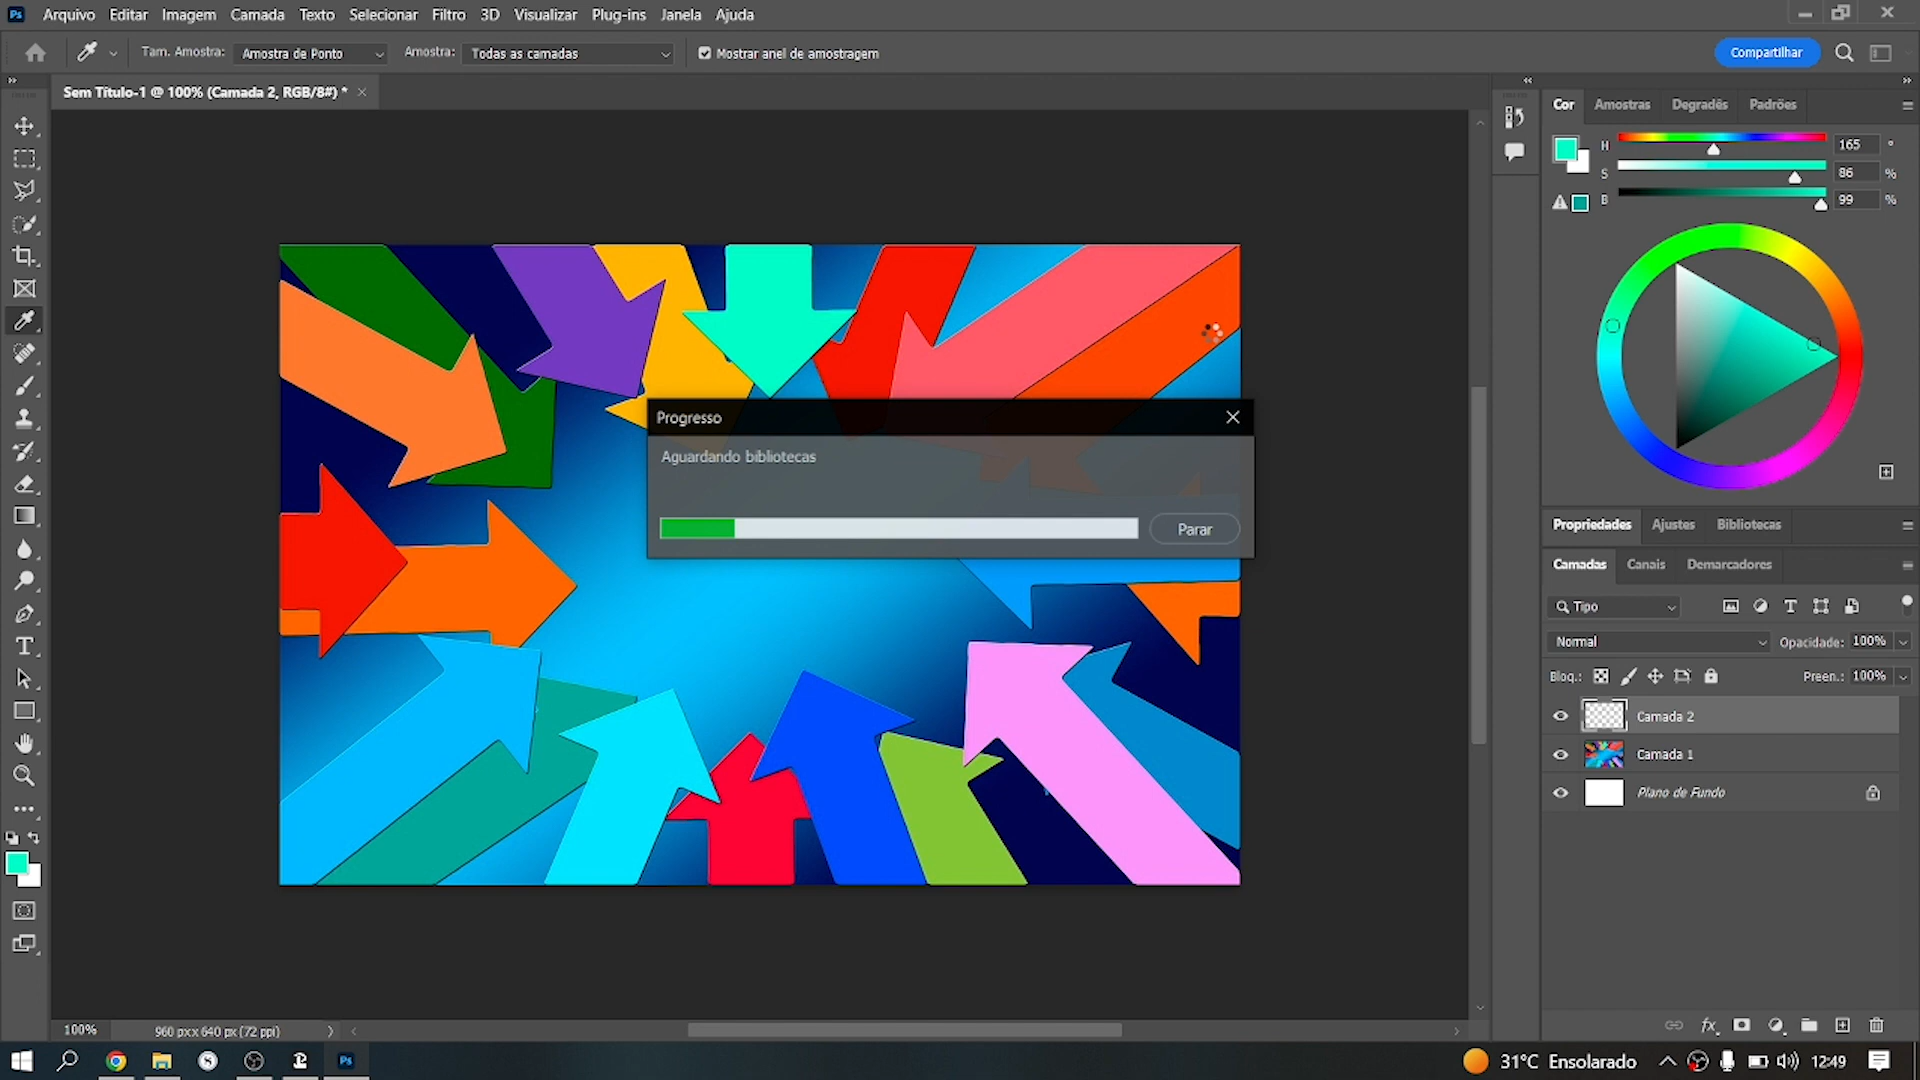 Ps Arquivo Editar Imagem Camada Texto Selecionar Filtro 3D Visualizar Plug-ins Janela Ajuda
Tam. Amostra: Amostra de Ponto Amostra: Todas as camadas Mostrar anel de amostragem Compartilhar
Sem Título-1 @ 100% (Camada 2, RGB/8#) *
Cor Amostras Degradês Padrões
H 165 °
S 86 %
B 99 %
Progresso
Aguardando bibliotecas
Parar
Propriedades Ajustes Bibliotecas
Camadas Canais Demarcadores
Tipo
Normal Opacidade: 100%
Bloq.: Preen.: 100%
Camada 2
Camada 1
Plano de Fundo
fx
100% 960 px x 640 px (72 ppi)
Ps 31°C Ensolarado 12:49